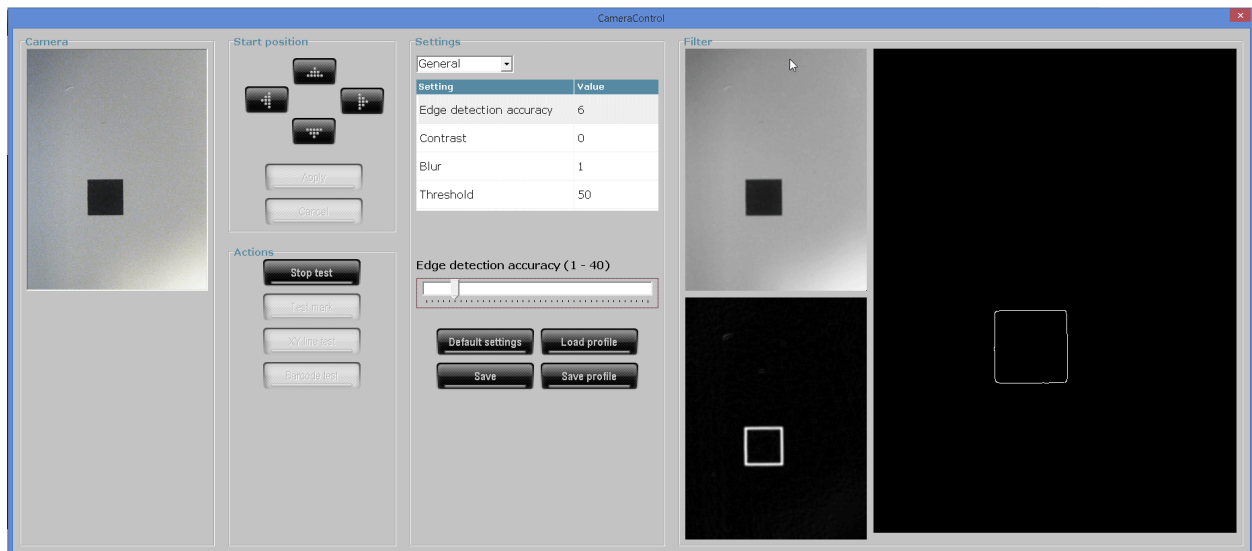 CameraControl
Camera
Start position
Apply
Cancel
Actions
Stop test
Test mark
XY line test
Barcode test
Settings
General
Setting Value
Edge detection accuracy 6
Contrast 0
Blur 1
Threshold 50
Edge detection accuracy (1 - 40)
Default settings Load profile
Save Save profile
Filter